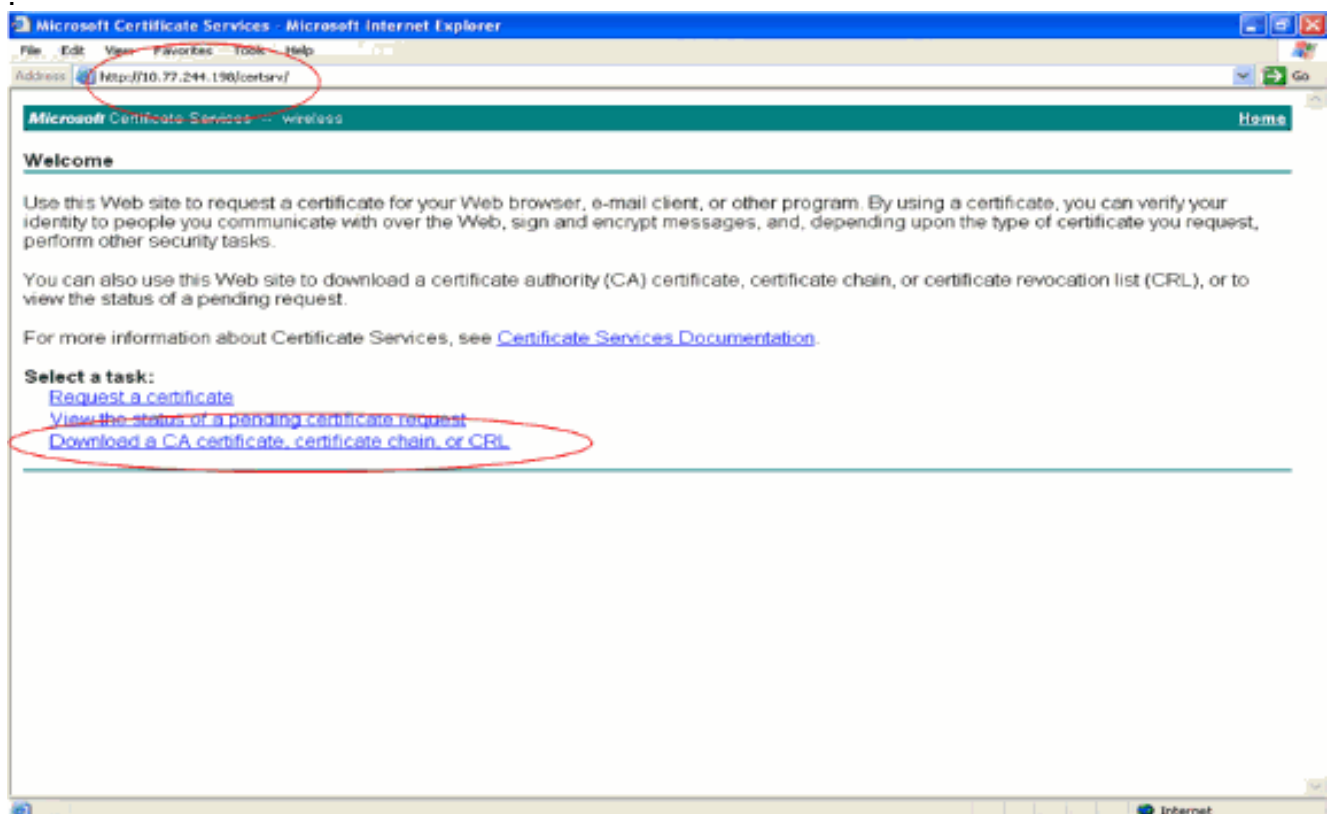 Microsoft Certificate Services - Microsoft Internet Explorer
File Edit View Favorites Tools Help
Address http://10.77.244.198/certsrv/ Go
Microsoft Certificate Services -- wireless Home
Welcome
Use this Web site to request a certificate for your Web browser, e-mail client, or other program. By using a certificate, you can verify your
identity to people you communicate with over the Web, sign and encrypt messages, and, depending upon the type of certificate you request,
perform other security tasks.
You can also use this Web site to download a certificate authority (CA) certificate, certificate chain, or certificate revocation list (CRL), or to
view the status of a pending request.
For more information about Certificate Services, see Certificate Services Documentation.
Select a task:
Request a certificate
View the status of a pending certificate request
Download a CA certificate, certificate chain, or CRL
Internet